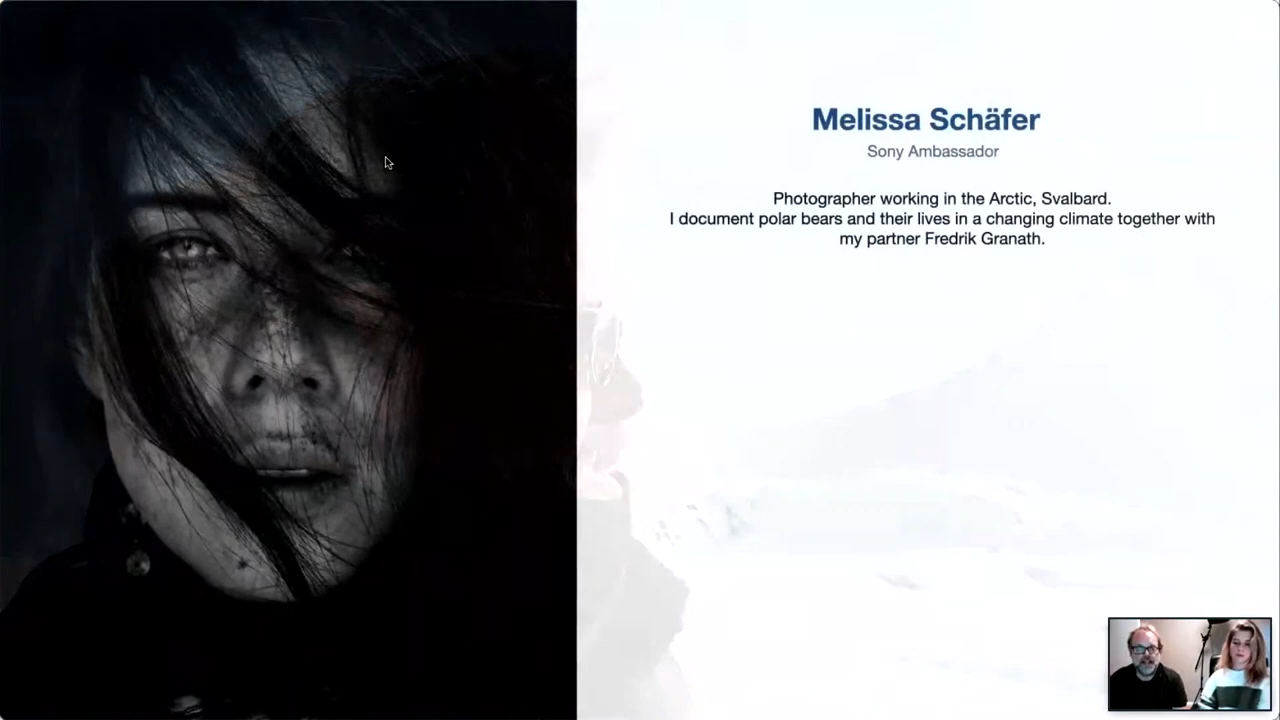 Melissa Schäfer
Sony Ambassador
Photographer working in the Arctic, Svalbard.
I document polar bears and their lives in a changing climate together with
my partner Fredrik Granath.